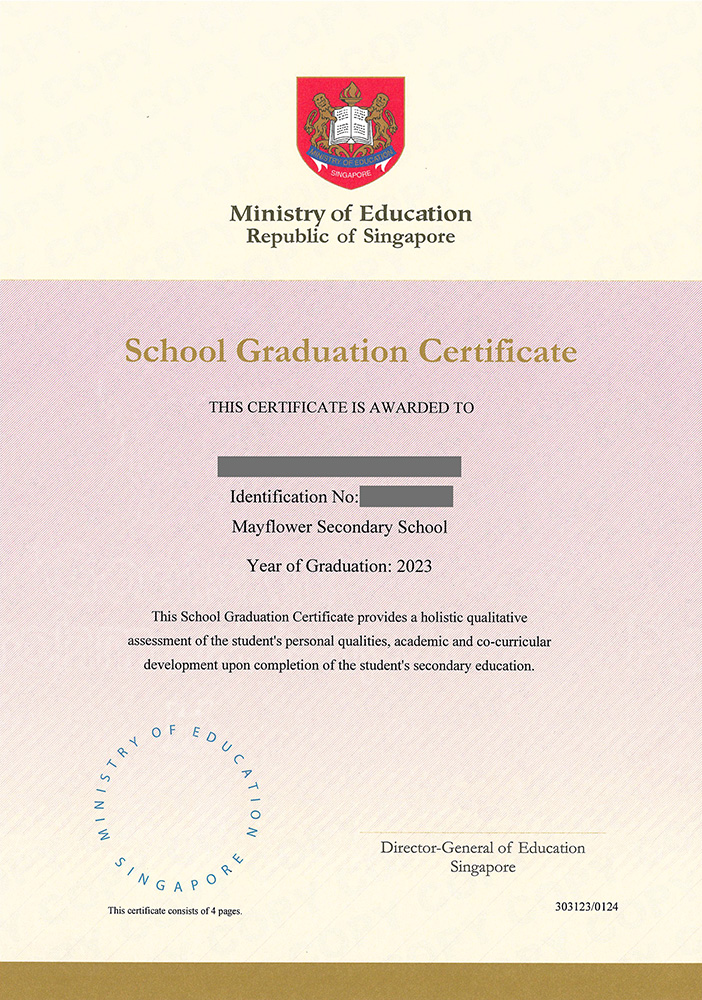 MINISTRY OF EDUCATION
SINGAPORE
Ministry of Education
Republic of Singapore
School Graduation Certificate
THIS CERTIFICATE IS AWARDED TO
Identification No:
Mayflower Secondary School
Year of Graduation: 2023
This School Graduation Certificate provides a holistic qualitative
assessment of the student's personal qualities, academic and co-curricular
development upon completion of the student's secondary education.
MINISTRY OF EDUCATION
SINGAPORE
Director-General of Education
Singapore
This certificate consists of 4 pages.
303123/0124